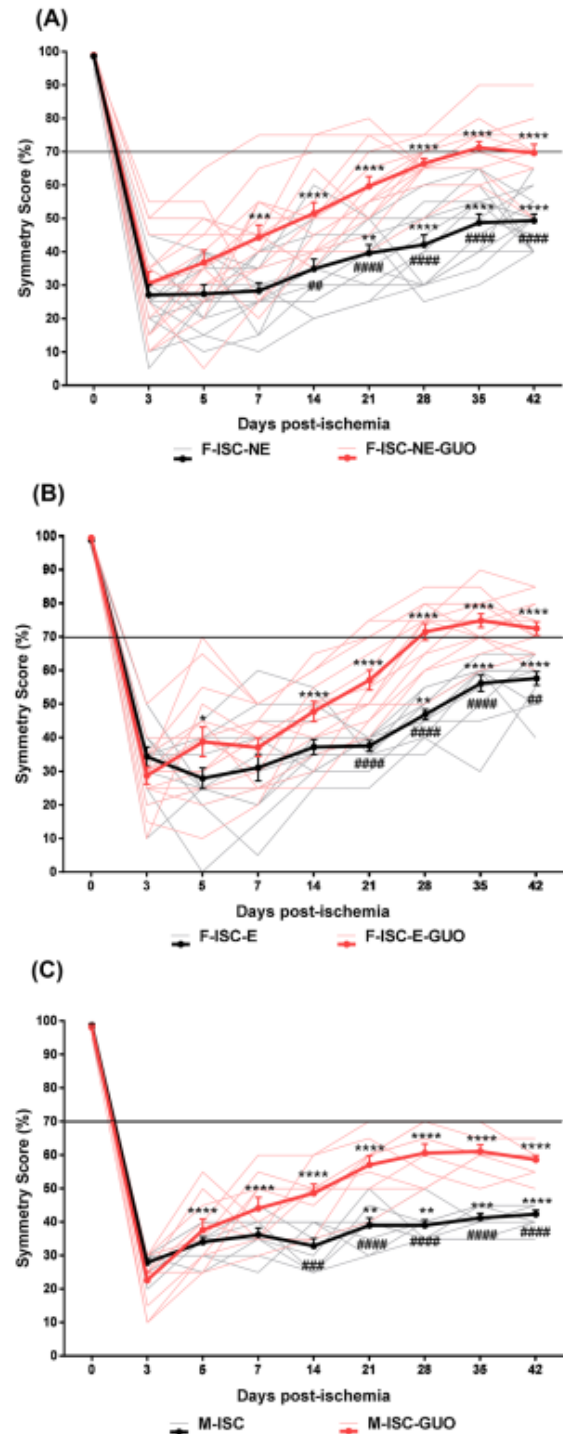 (A)
Symmetry Score (%)
100
90
80
70
60
50
40
30
20
10
0
*** **** **** **** **** ****
** **** **** ****
## #### #### #### ####
0 3 5 7 14 21 28 35 42
Days post-ischemia
F-ISC-NE F-ISC-NE-GUO
(B)
Symmetry Score (%)
100
90
80
70
60
50
40
30
20
10
0
* **** **** **** **** ****
** **** ****
#### #### #### ##
0 3 5 7 14 21 28 35 42
Days post-ischemia
F-ISC-E F-ISC-E-GUO
(C)
Symmetry Score (%)
100
90
80
70
60
50
40
30
20
10
0
**** **** **** **** **** **** ****
** ** *** ****
### #### #### #### ####
0 3 5 7 14 21 28 35 42
Days post-ischemia
M-ISC M-ISC-GUO